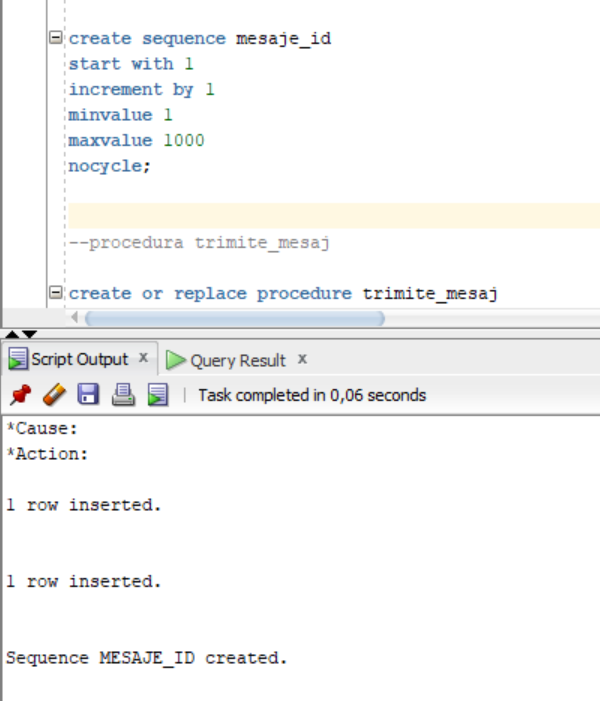 create sequence mesaje_id
start with 1
increment by 1
minvalue 1
maxvalue 1000
nocycle;
--procedura trimite_mesaj
create or replace procedure trimite_mesaj
Script Output x Query Result x
Task completed in 0,06 seconds
*Cause:
*Action:
1 row inserted.
1 row inserted.
Sequence MESAJE_ID created.